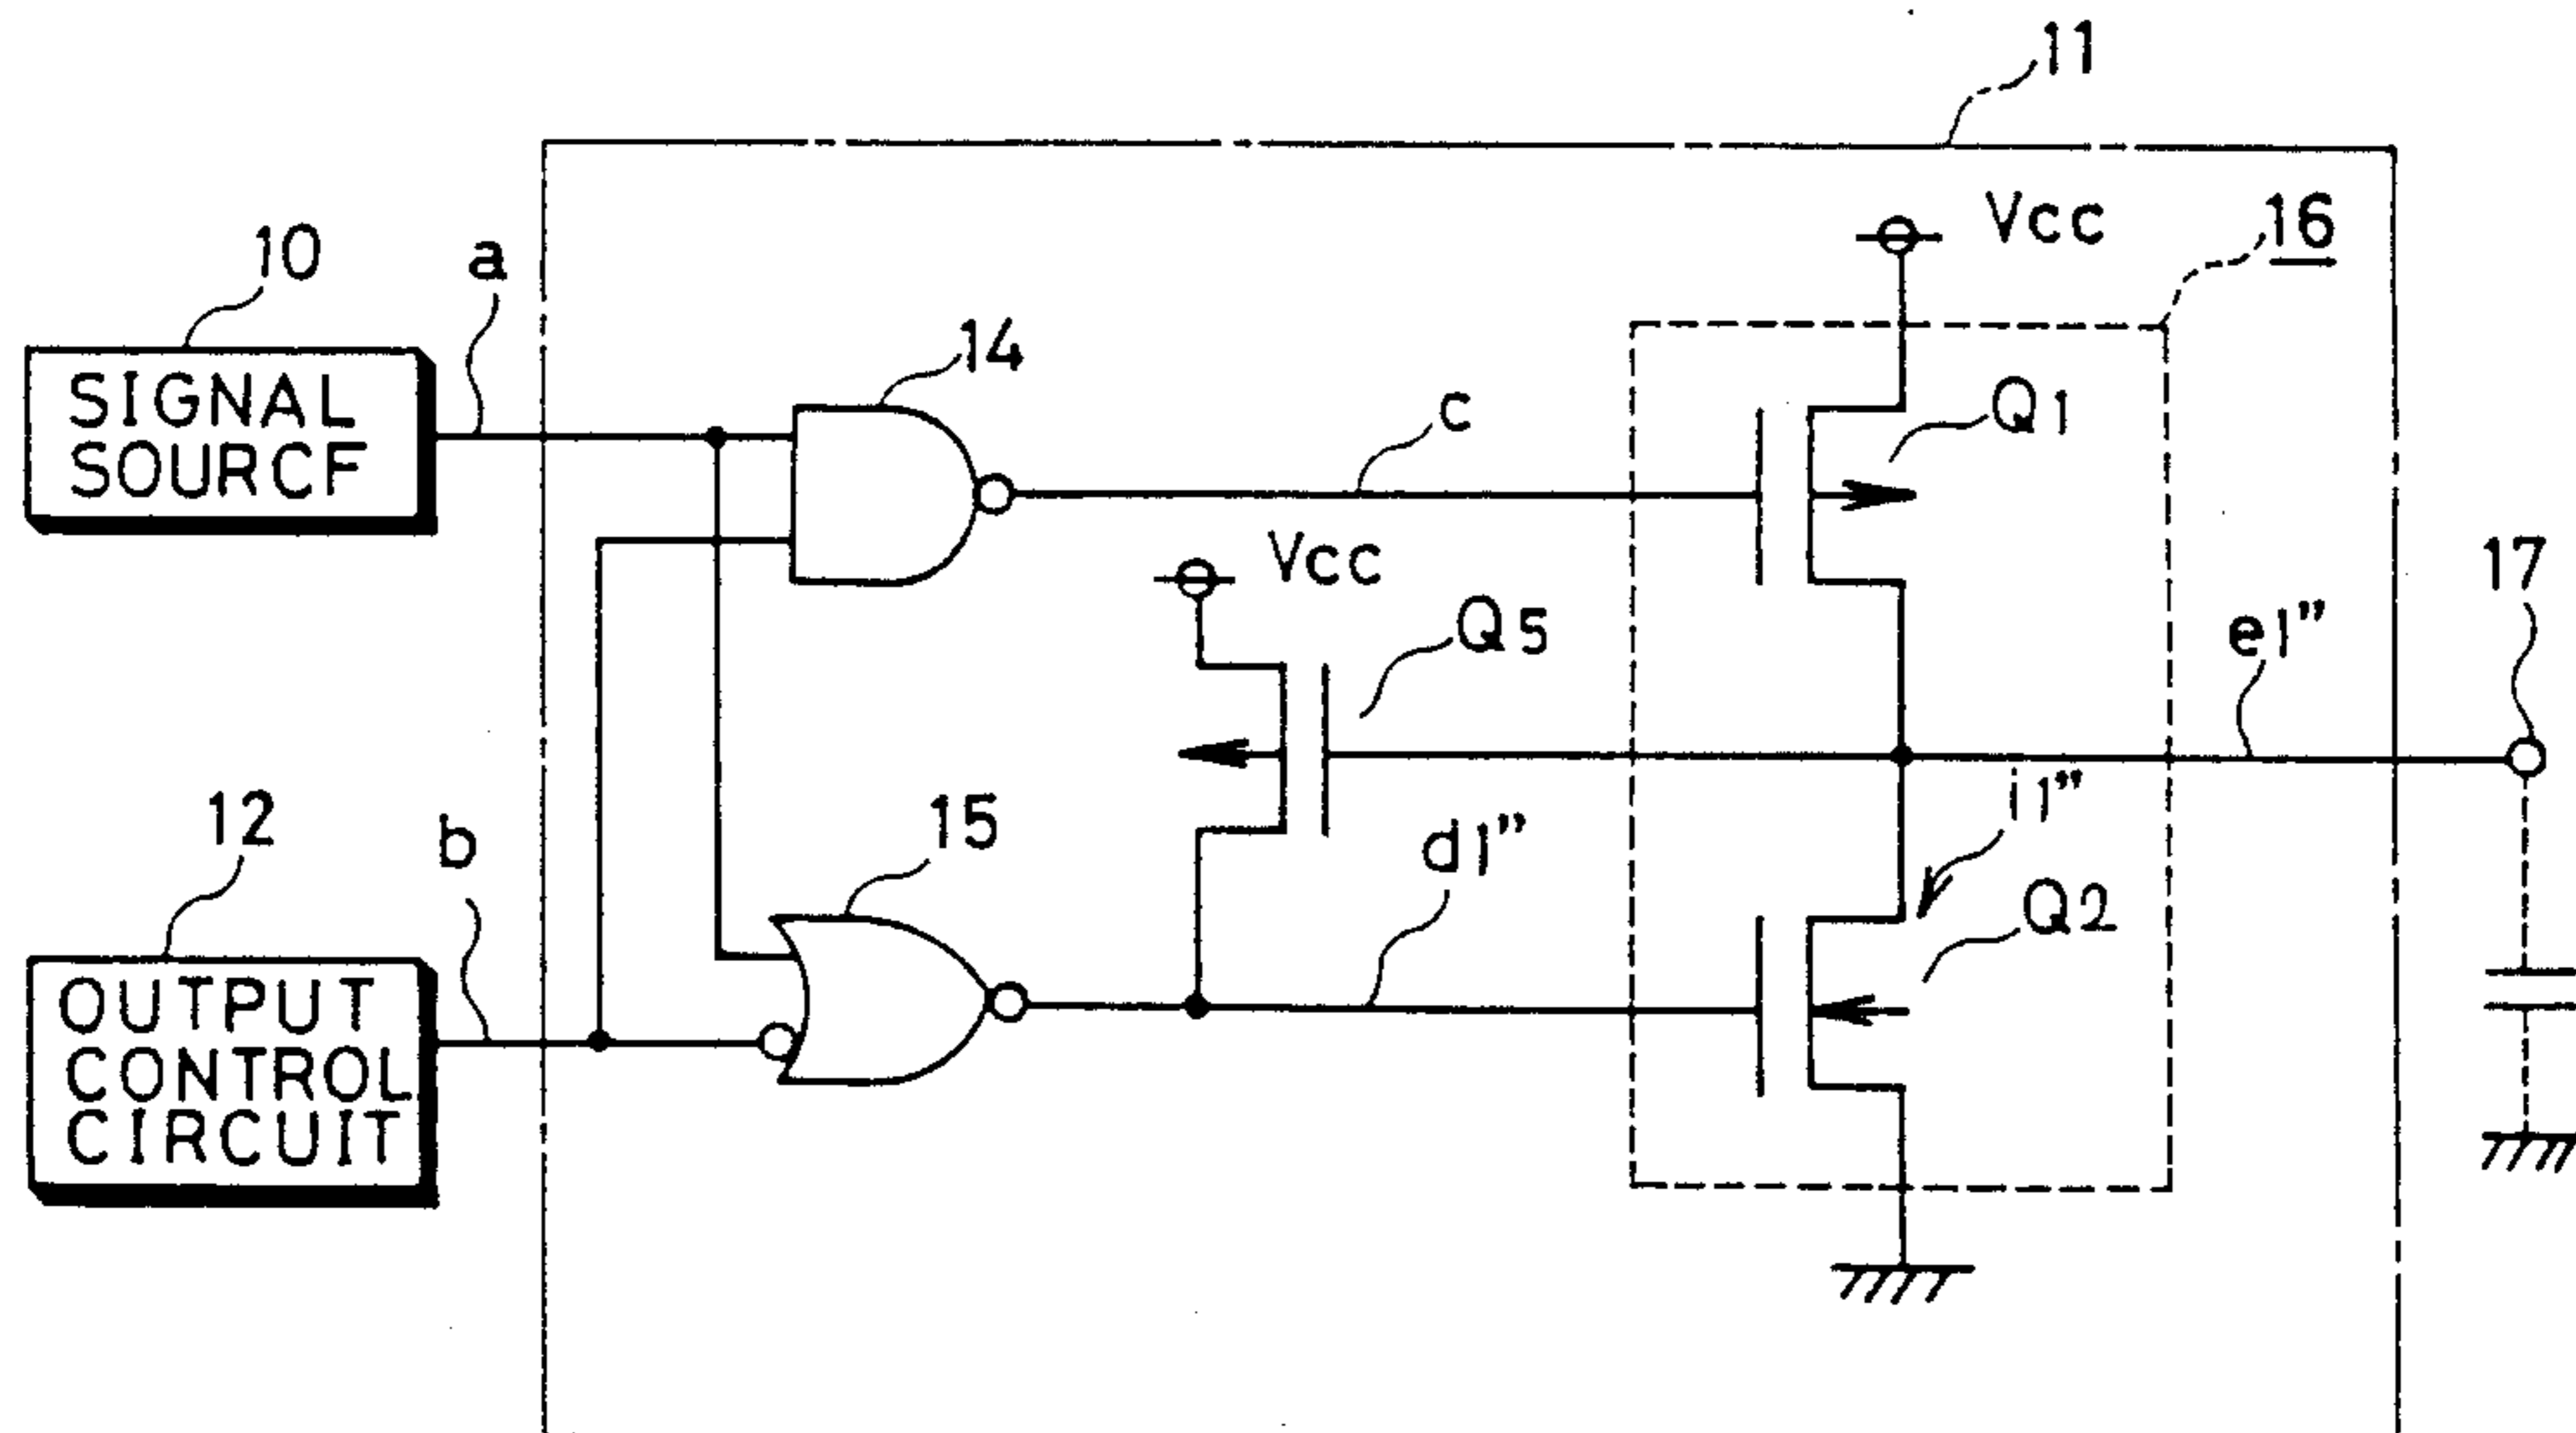 11
Vcc
16
10
a
SIGNAL
SOURCF
14
c
Q1
Vcc
Q5
17
e1”
12
b
OUTPUT
CONTROL
CIRCUIT
15
d1”
i1”
Q2